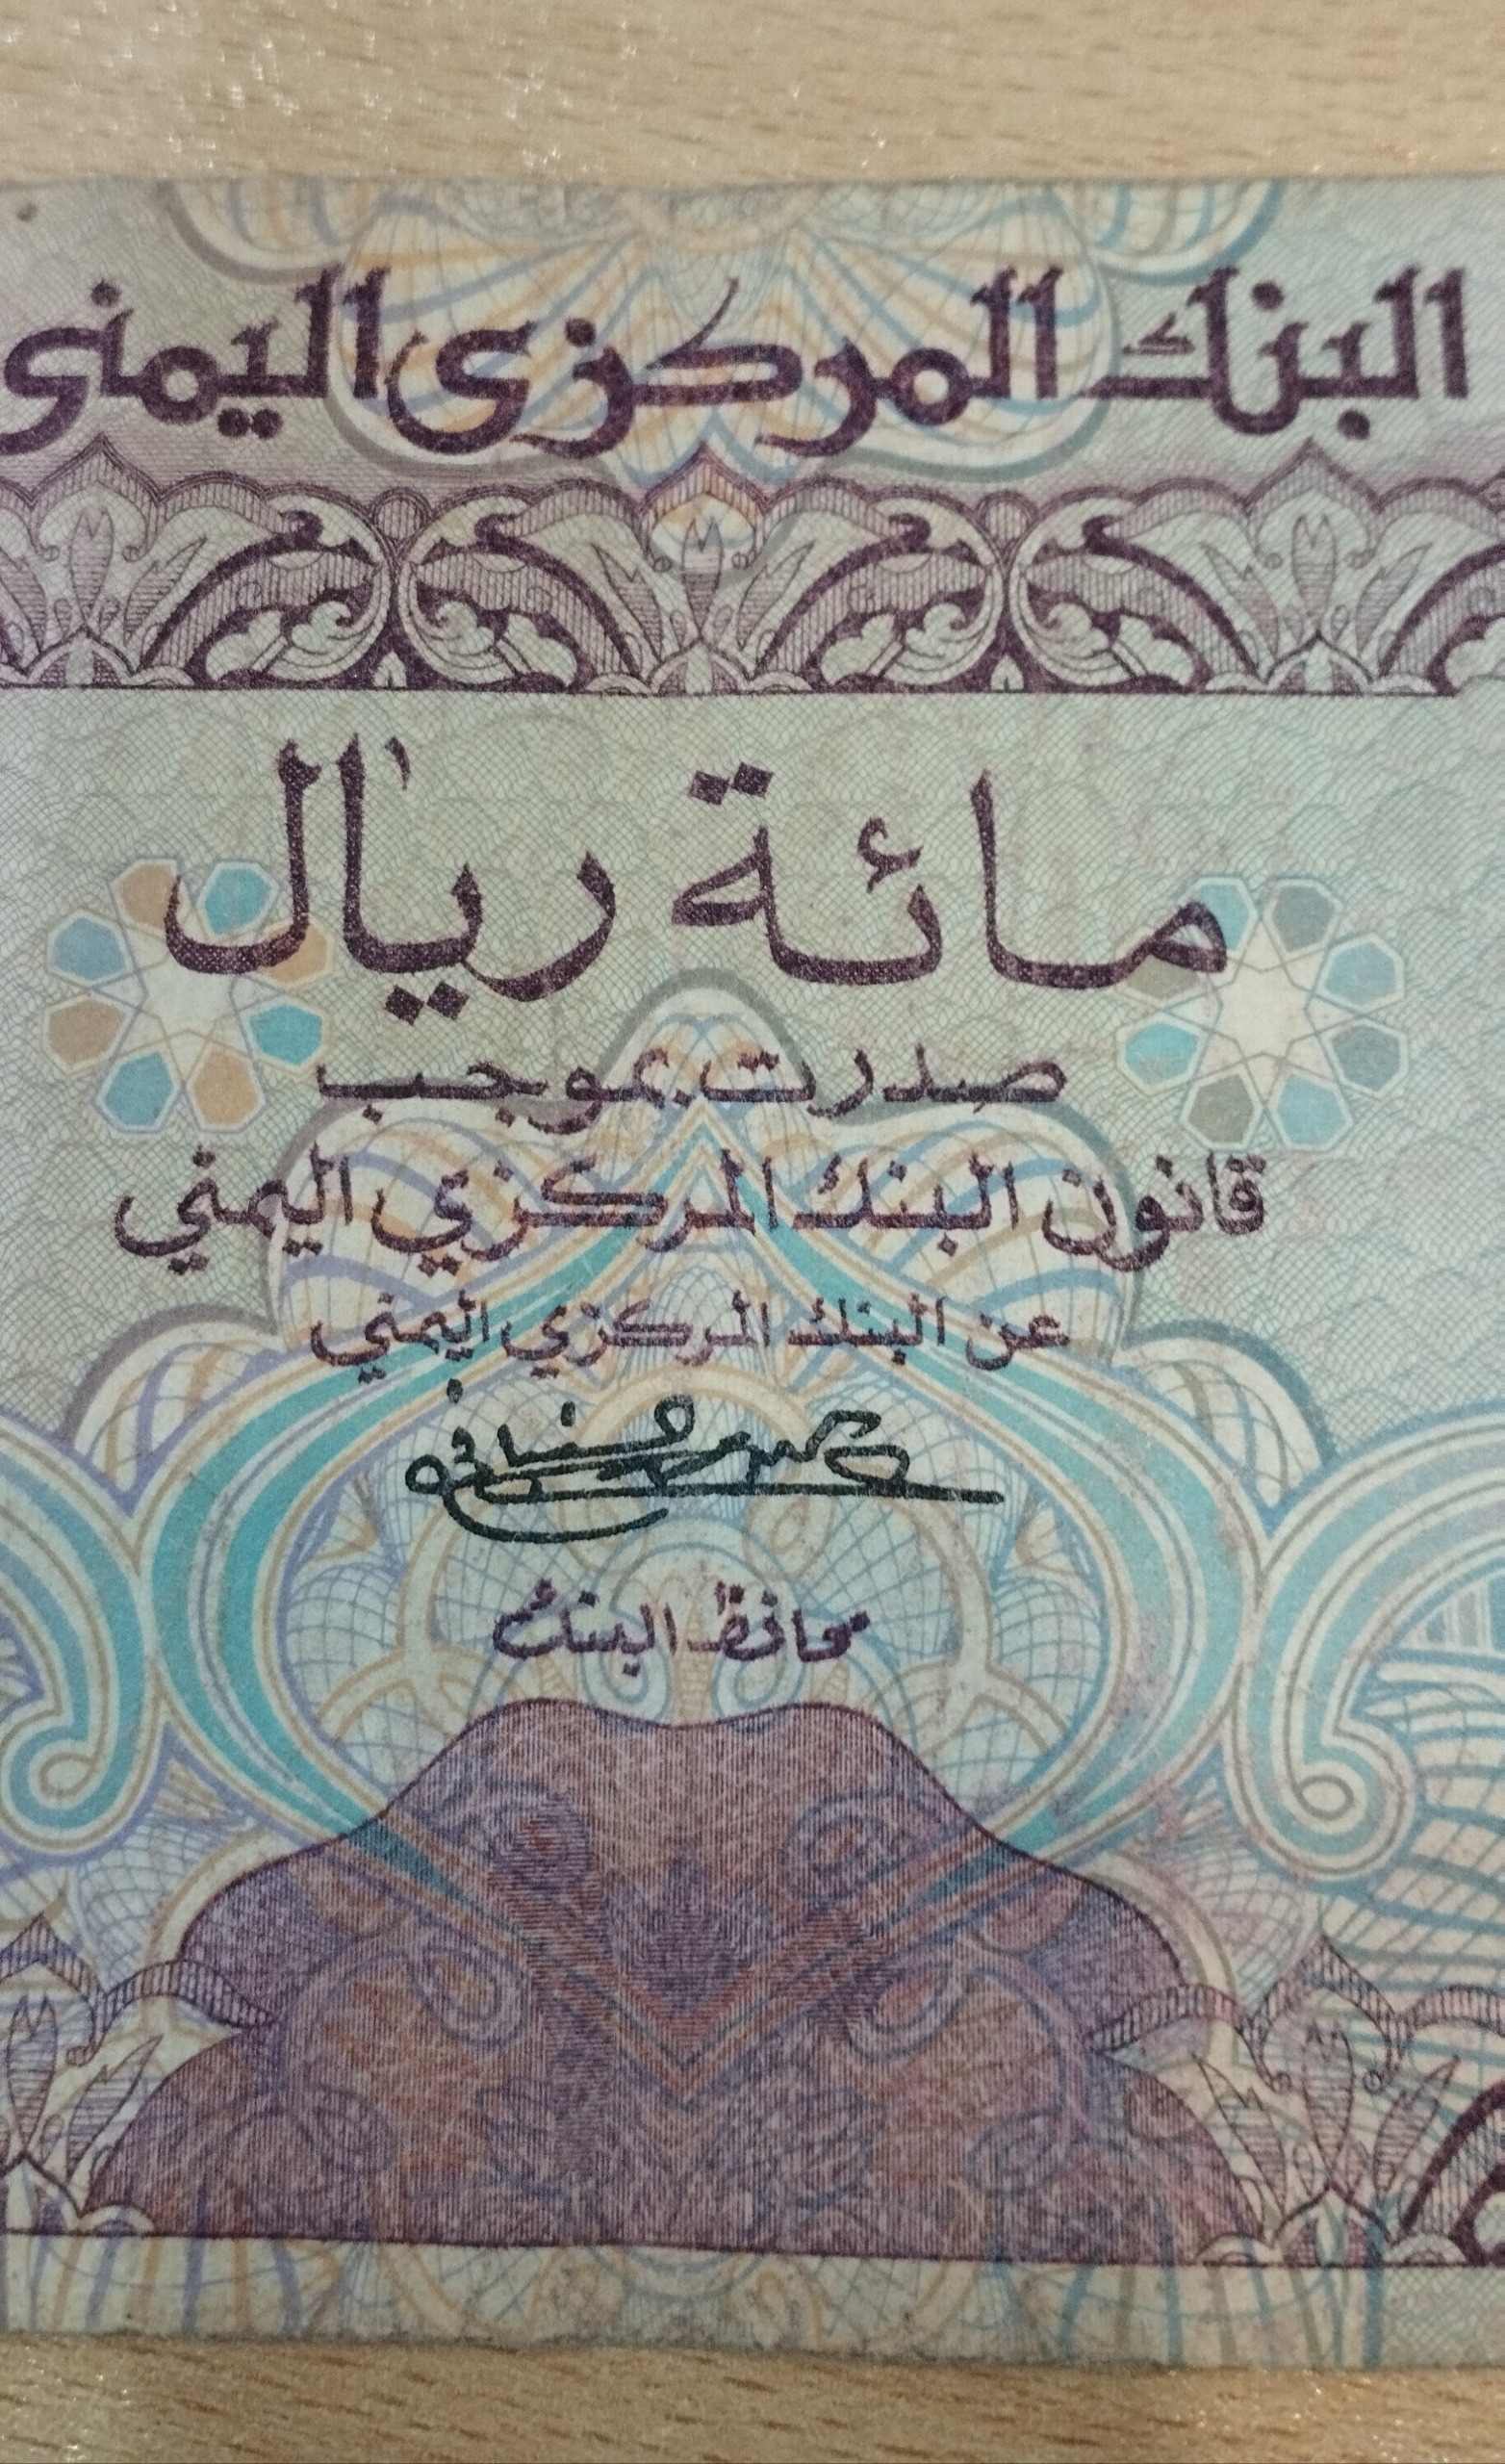 البنك المركزى اليمنى
مائة ريال
صدرت بموجب
قانون البنك المركزي اليمني
عن البنك المركزي اليمني
محافظ البنك